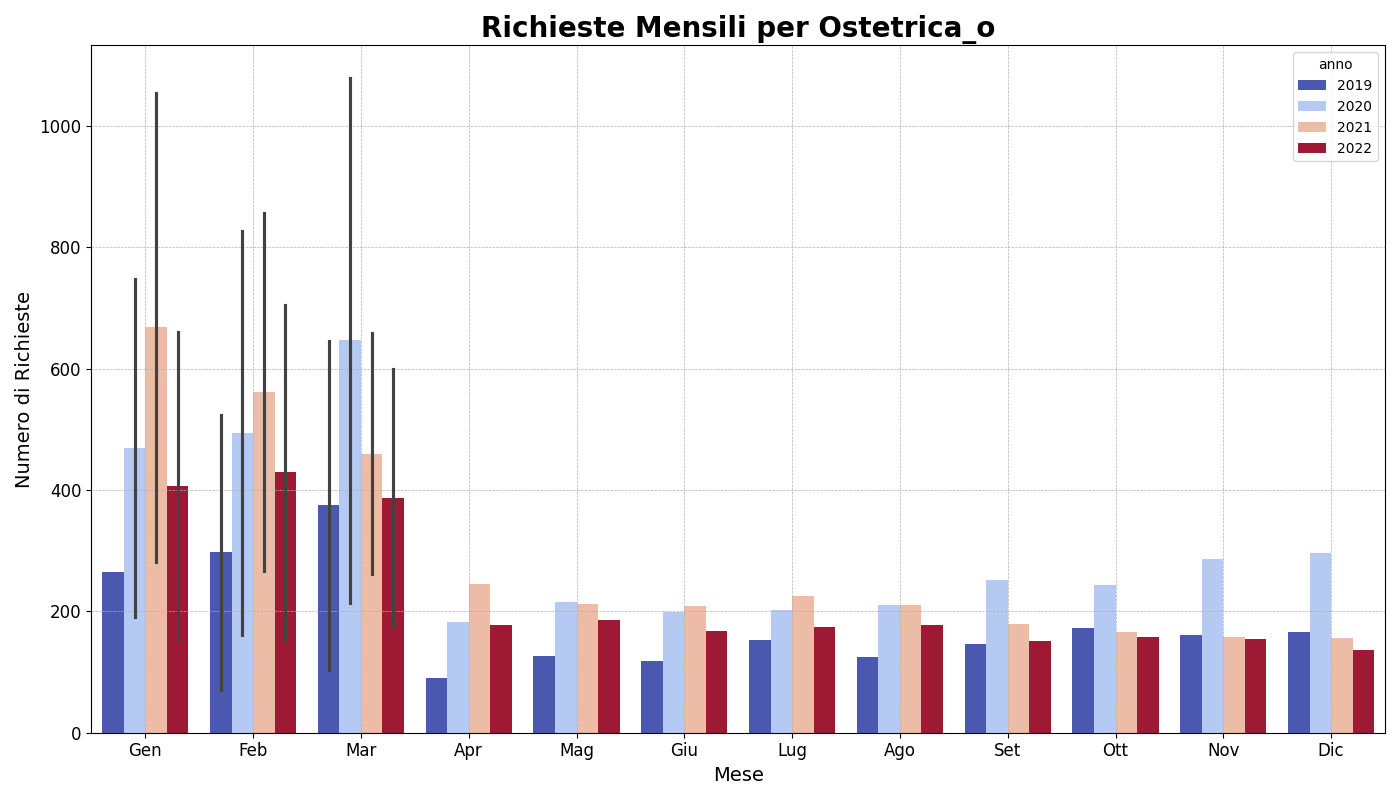 Richieste Mensili per Ostetrica_o
anno
2019
2020
2021
2022
Numero di Richieste
1000
800
600
400
200
0
Gen Feb Mar Apr Mag Giu Lug Ago Set Ott Nov Dic
Mese